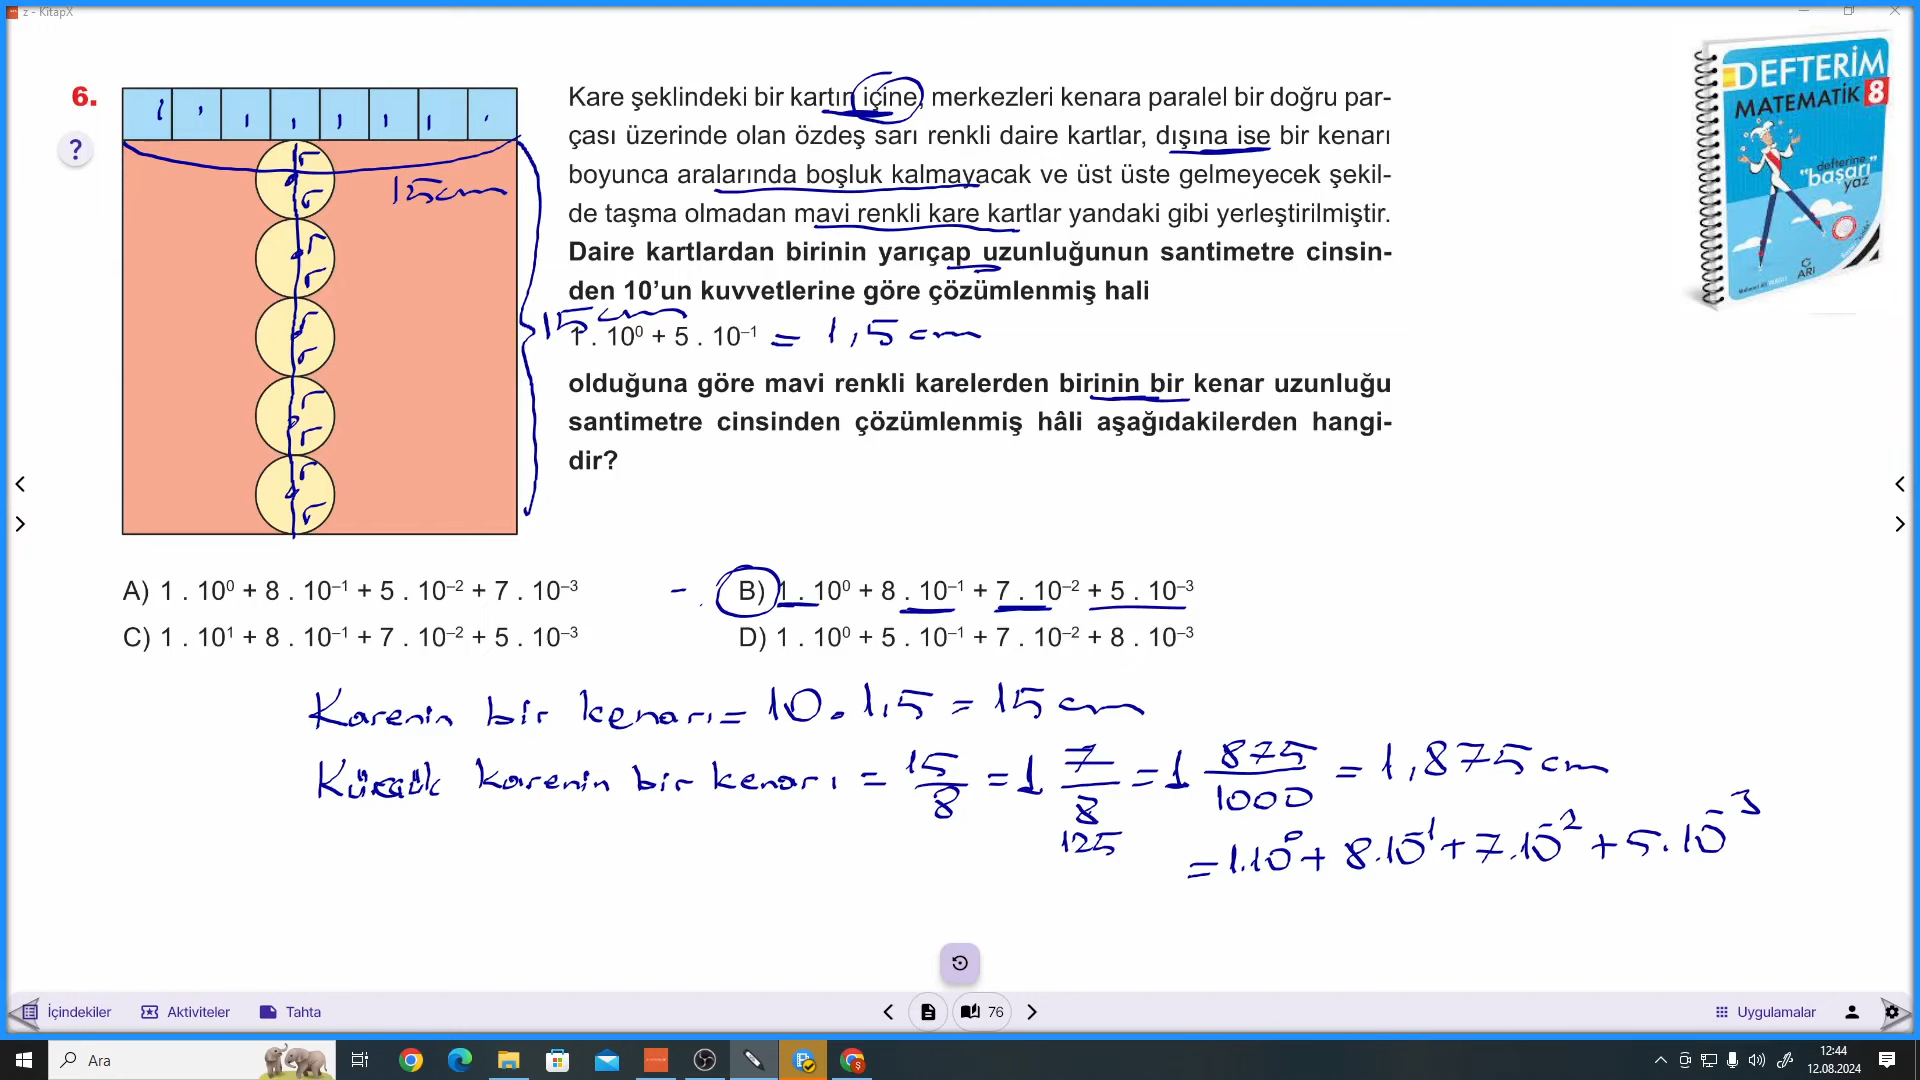 z - KitapX
6.
?
15cm
15 cm
Kare şeklindeki bir kartın içine, merkezleri kenara paralel bir doğru par-
çası üzerinde olan özdeş sarı renkli daire kartlar, dışına ise bir kenarı
boyunca aralarında boşluk kalmayacak ve üst üste gelmeyecek şekil-
de taşma olmadan mavi renkli kare kartlar yandaki gibi yerleştirilmiştir.
Daire kartlardan birinin yarıçap uzunluğunun santimetre cinsin-
den 10’un kuvvetlerine göre çözümlenmiş hali
1 . 10⁰ + 5 . 10⁻¹ = 1,5 cm
olduğuna göre mavi renkli karelerden birinin bir kenar uzunluğu
santimetre cinsinden çözümlenmiş hâli aşağıdakilerden hangi-
dir?
DEFTERİM
MATEMATİK 8
defterine
"başarı"
yaz
ARI
A) 1 . 10⁰ + 8 . 10⁻¹ + 5 . 10⁻² + 7 . 10⁻³
B) 1 . 10⁰ + 8 . 10⁻¹ + 7 . 10⁻² + 5 . 10⁻³
C) 1 . 10¹ + 8 . 10⁻¹ + 7 . 10⁻² + 5 . 10⁻³
D) 1 . 10⁰ + 5 . 10⁻¹ + 7 . 10⁻² + 8 . 10⁻³
Karenin bir kenarı = 10 . 1,5 = 15 cm
Küçük karenin bir kenarı = 15/8 = 1 7/8 = 1 875/1000 = 1,875 cm
125
= 1.10⁰ + 8.10⁻¹ + 7.10⁻² + 5.10⁻³
İçindekiler
Aktiviteler
Tahta
76
Uygulamalar
Ara
12:44
12.08.2024